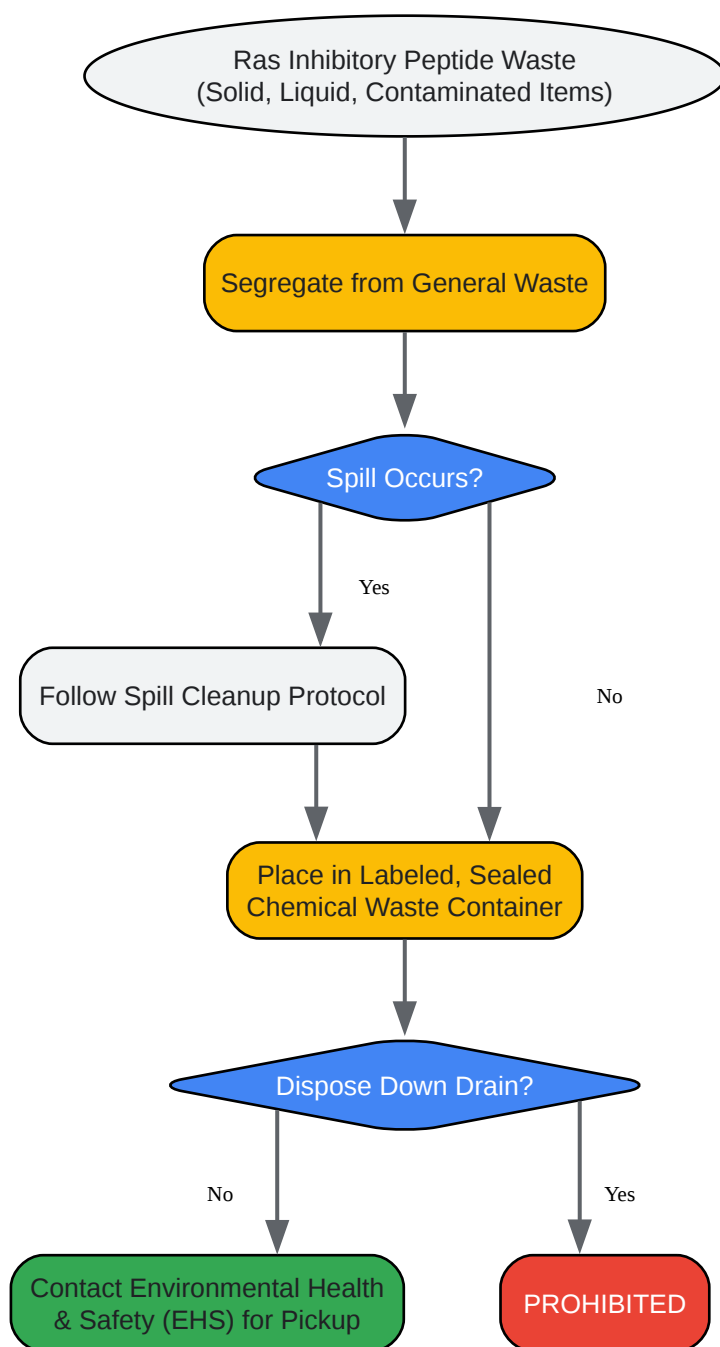 Ras Inhibitory Peptide Waste
(Solid, Liquid, Contaminated Items)
Segregate from General Waste
Spill Occurs?
Yes
Follow Spill Cleanup Protocol
No
Place in Labeled, Sealed
Chemical Waste Container
Dispose Down Drain?
No
Yes
Contact Environmental Health
& Safety (EHS) for Pickup
PROHIBITED